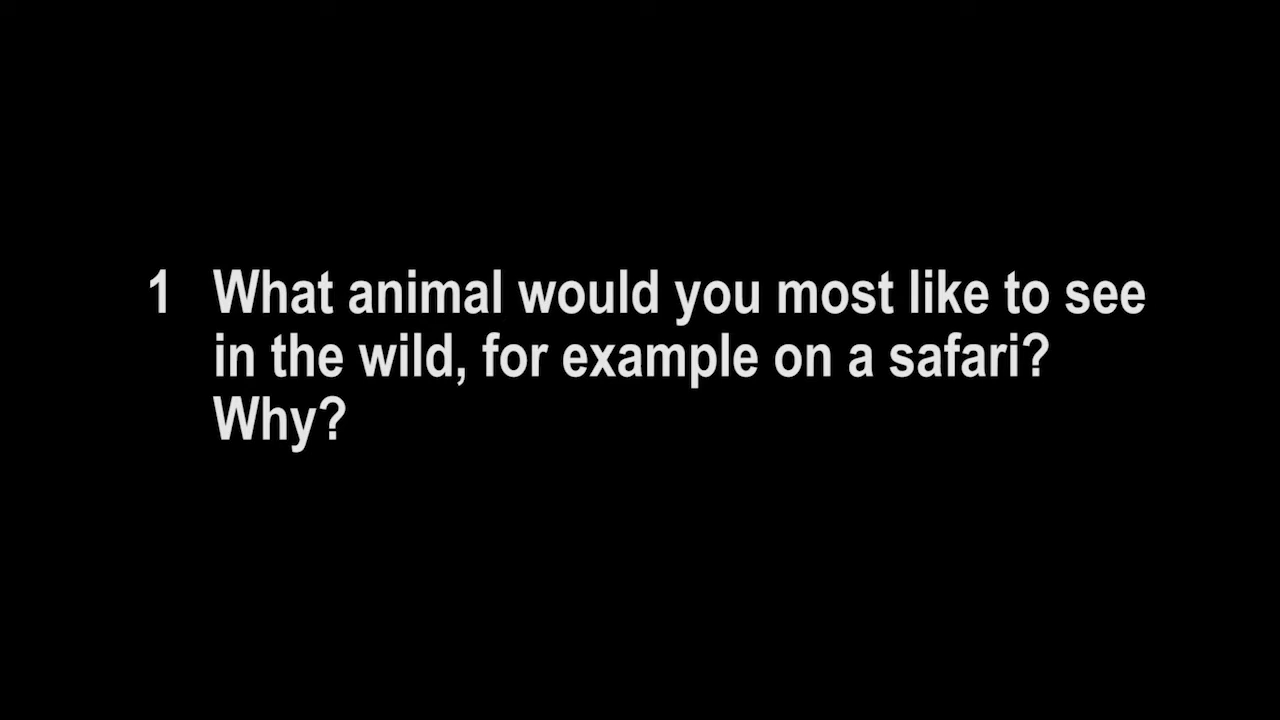 1 What animal would you most like to see
in the wild, for example on a safari?
Why?